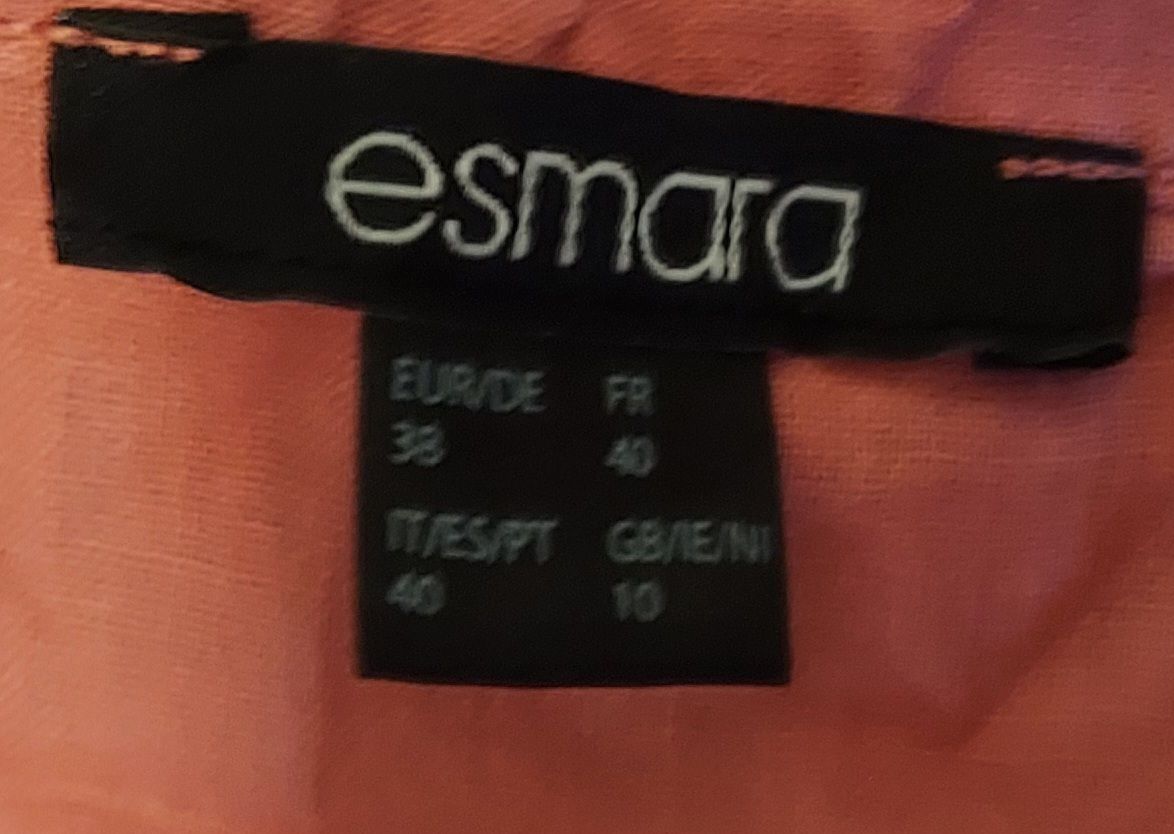 esmara
EUR/DE FR
38 40
IT/ES/PT GB/IE/NI
40 10